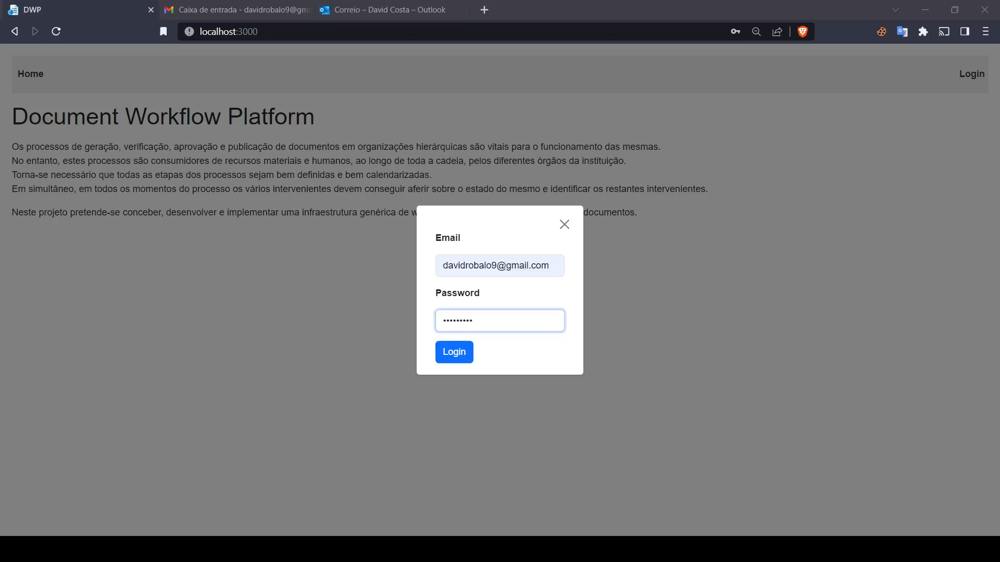 DWP
Caixa de entrada - davidrobalo9@gma
Correio – David Costa – Outlook
localhost:3000
Home
Login
Document Workflow Platform
Os processos de geração, verificação, aprovação e publicação de documentos em organizações hierárquicas são vitais para o funcionamento das mesmas.
No entanto, estes processos são consumidores de recursos materiais e humanos, ao longo de toda a cadeia, pelos diferentes órgãos da instituição.
Torna-se necessário que todas as etapas dos processos sejam bem definidas e bem calendarizadas.
Em simultâneo, em todos os momentos do processo os vários intervenientes devem conseguir aferir sobre o estado do mesmo e identificar os restantes intervenientes.
Neste projeto pretende-se conceber, desenvolver e implementar uma infraestrutura genérica de documentos.
Email
davidrobalo9@gmail.com
Password
•••••••••
Login